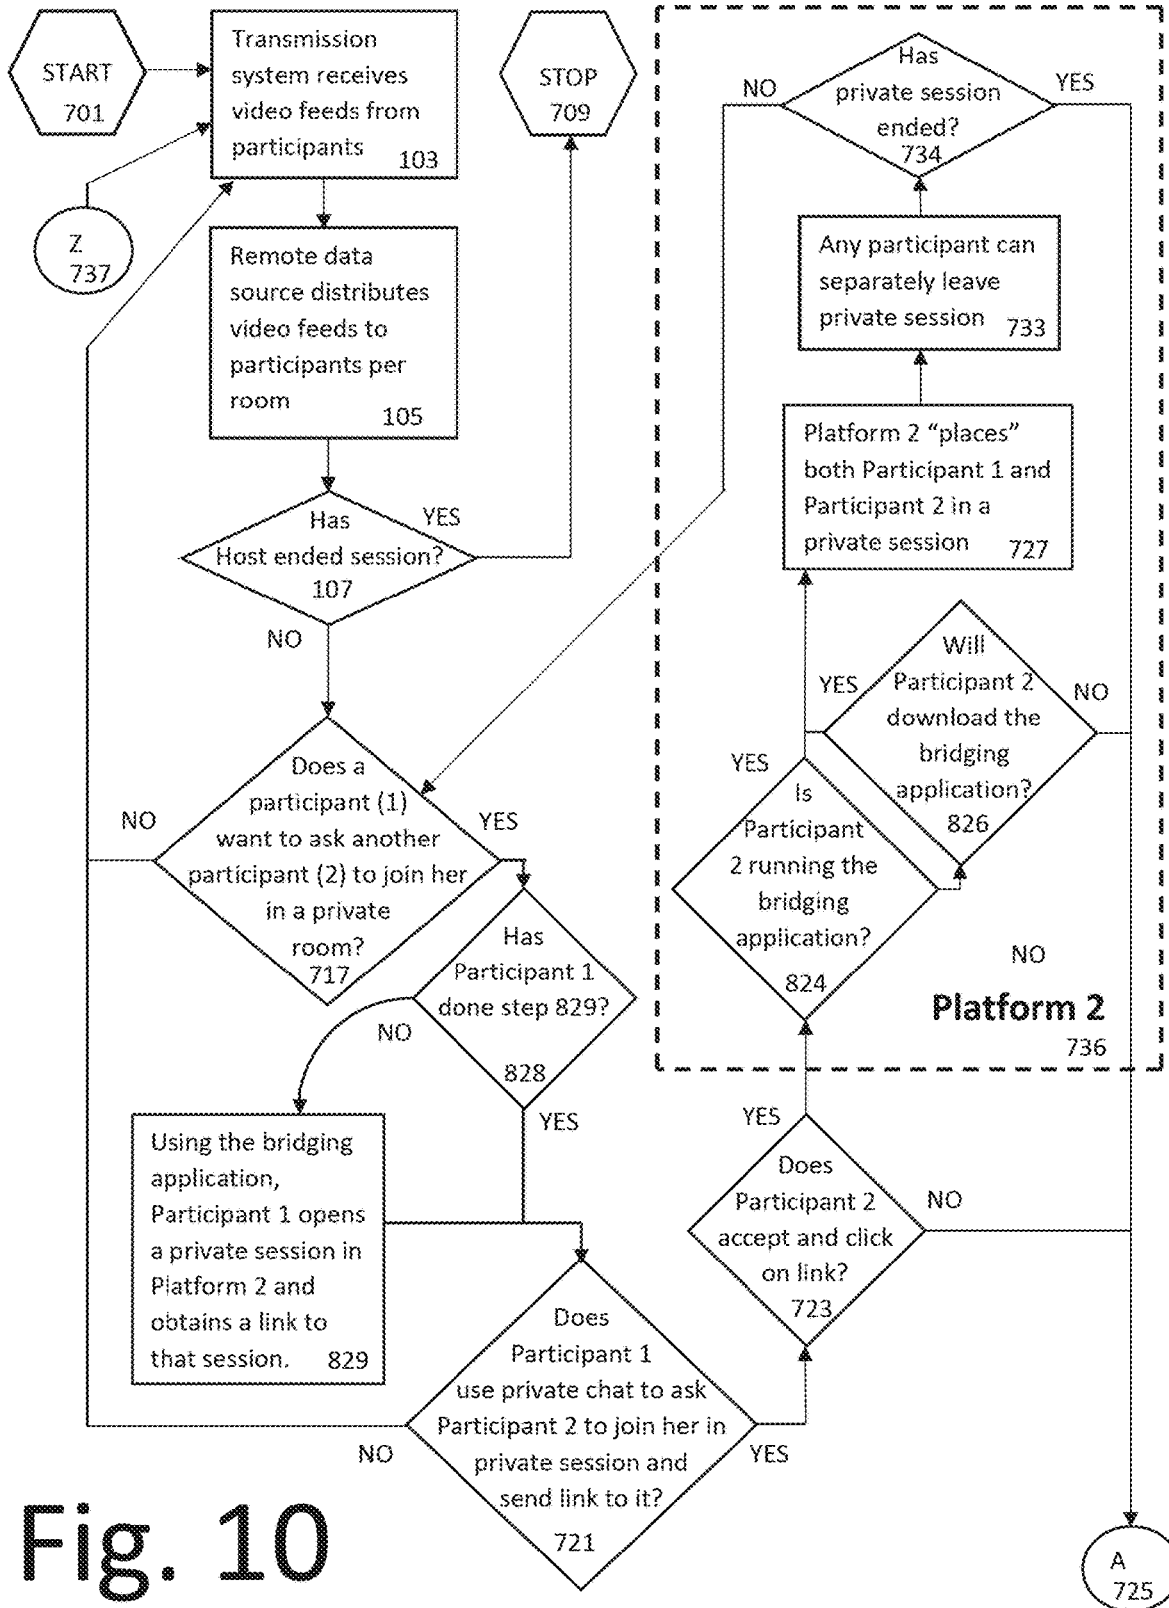 START
701
Transmission
system receives
video feeds from
participants
103
STOP
709
Z
737
Remote data
source distributes
video feeds to
participants per
room
105
Has
Host ended session?
107
YES
NO
Does a
participant (1)
want to ask another
participant (2) to join her
in a private
room?
717
NO
YES
Has
Participant 1
done step 829?
828
NO
YES
Using the bridging
application,
Participant 1 opens
a private session in
Platform 2 and
obtains a link to
that session.
829
Does
Participant 1
use private chat to ask
Participant 2 to join her in
private session and
send link to it?
721
NO
YES
Does
Participant 2
accept and click
on link?
723
YES
NO
Is
Participant
2 running the
bridging
application?
824
YES
NO
Will
Participant 2
download the
bridging
application?
826
YES
NO
Platform 2 “places”
both Participant 1 and
Participant 2 in a
private session
727
Any participant can
separately leave
private session
733
Has
private session
ended?
734
NO
YES
Platform 2
736
A
725
Fig. 10